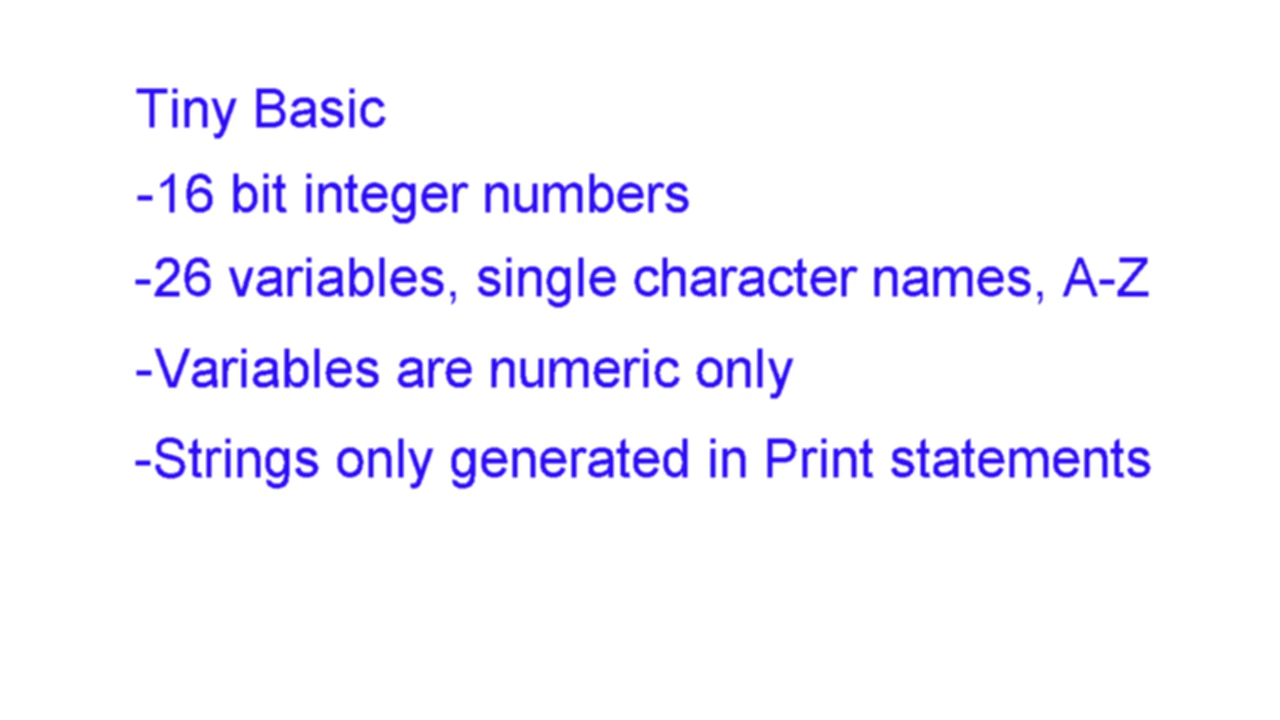 Tiny Basic
-16 bit integer numbers
-26 variables, single character names, A-Z
-Variables are numeric only
-Strings only generated in Print statements